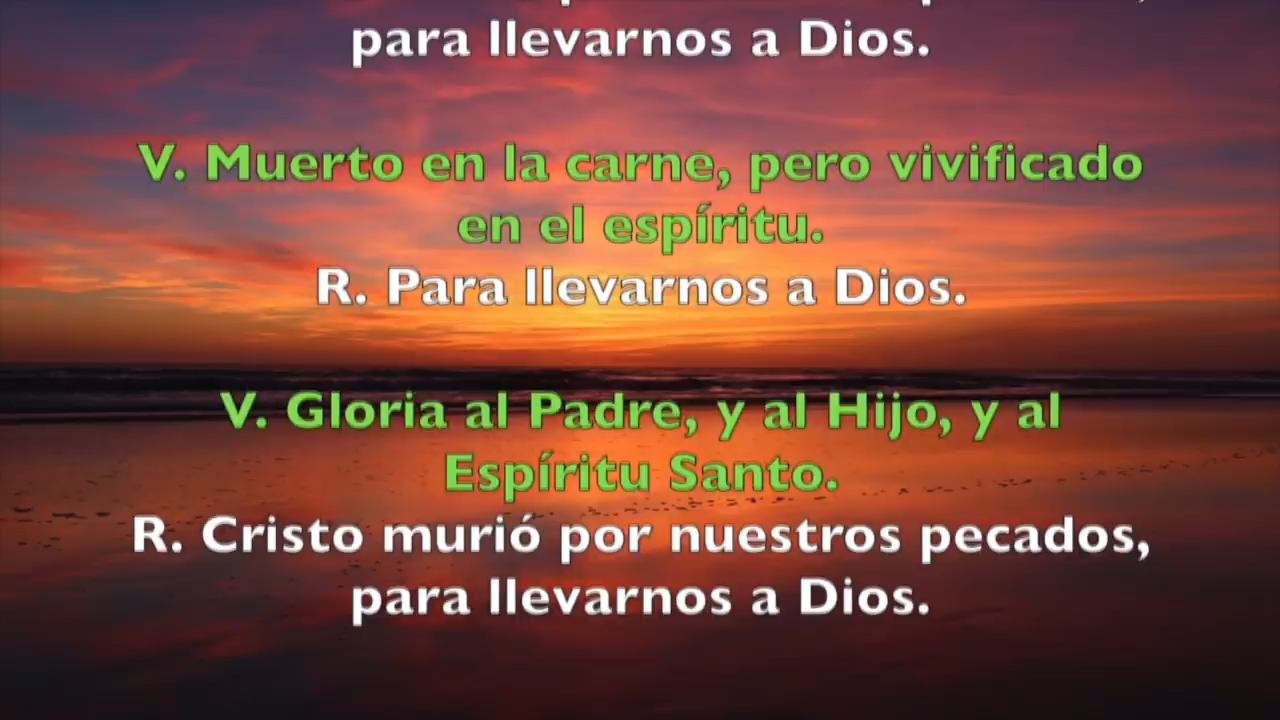 para llevarnos a Dios.
V. Muerto en la carne, pero vivificado
en el espíritu.
R. Para llevarnos a Dios.
V. Gloria al Padre, y al Hijo, y al
Espíritu Santo.
R. Cristo murió por nuestros pecados,
para llevarnos a Dios.